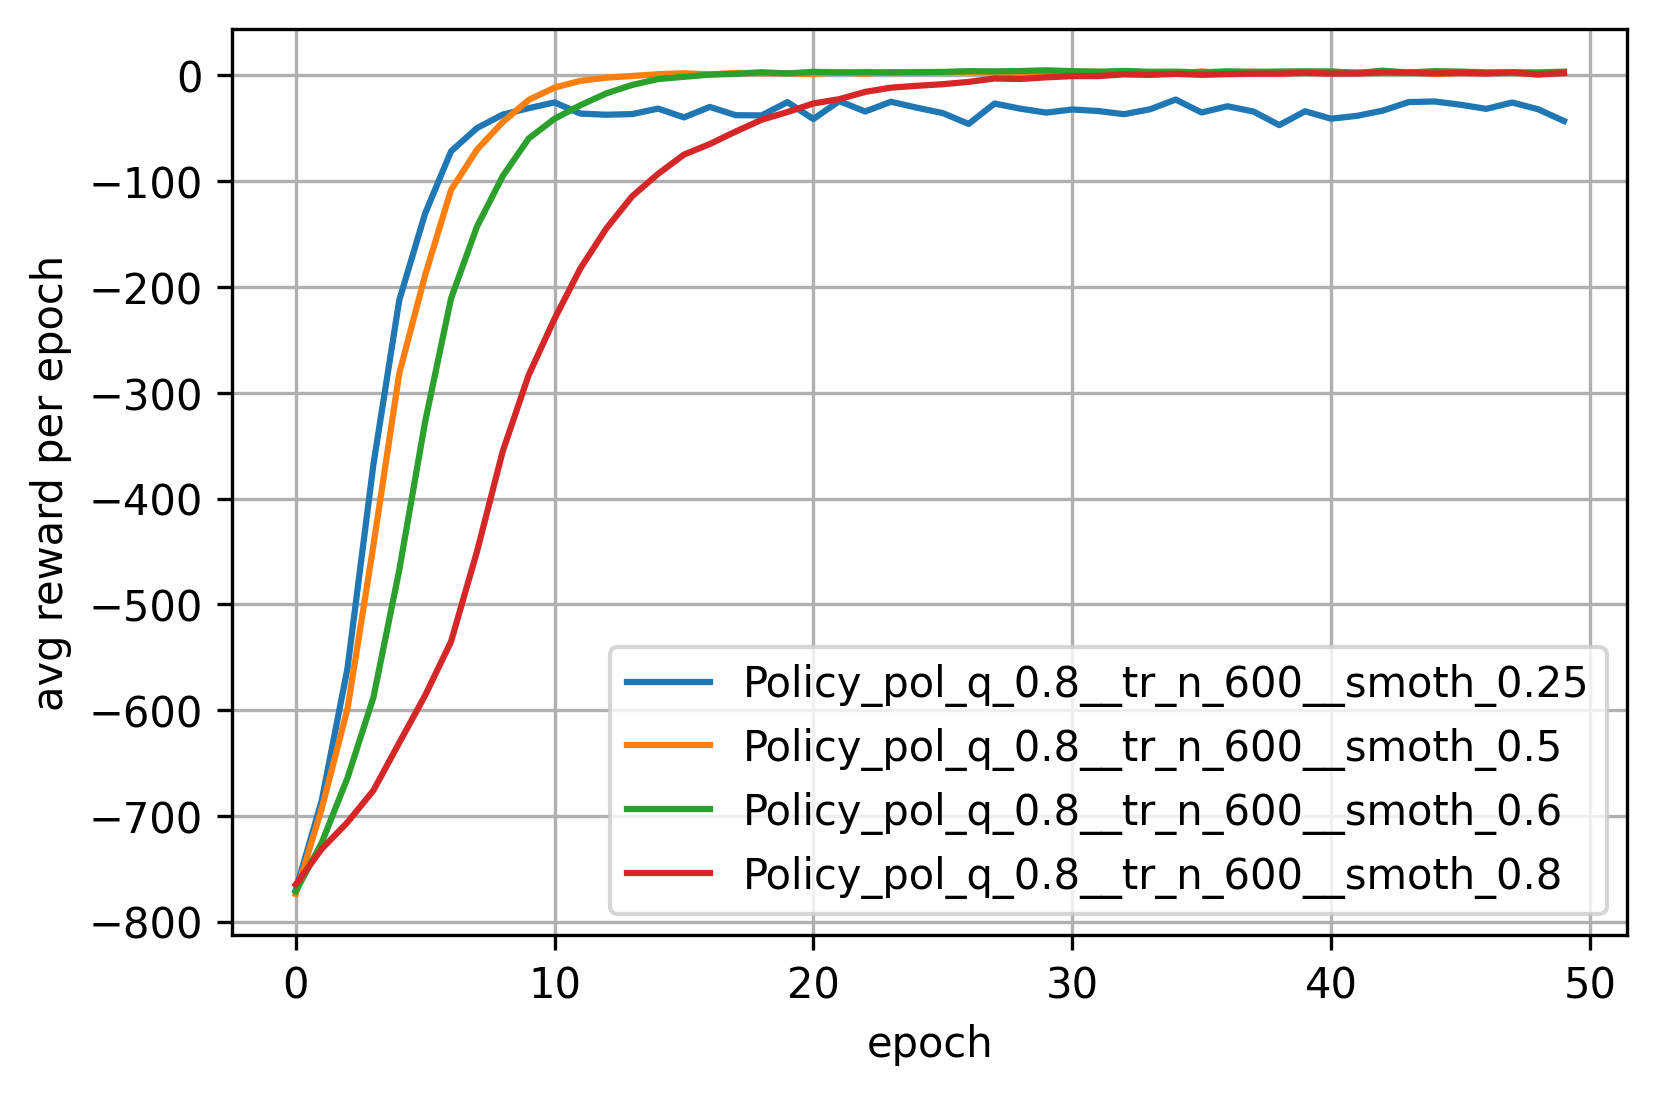 0
−100
−200
−300
−400
−500
−600
−700
−800
avg reward per epoch
Policy_pol_q_0.8__tr_n_600__smoth_0.25
Policy_pol_q_0.8__tr_n_600__smoth_0.5
Policy_pol_q_0.8__tr_n_600__smoth_0.6
Policy_pol_q_0.8__tr_n_600__smoth_0.8
0 10 20 30 40 50
epoch